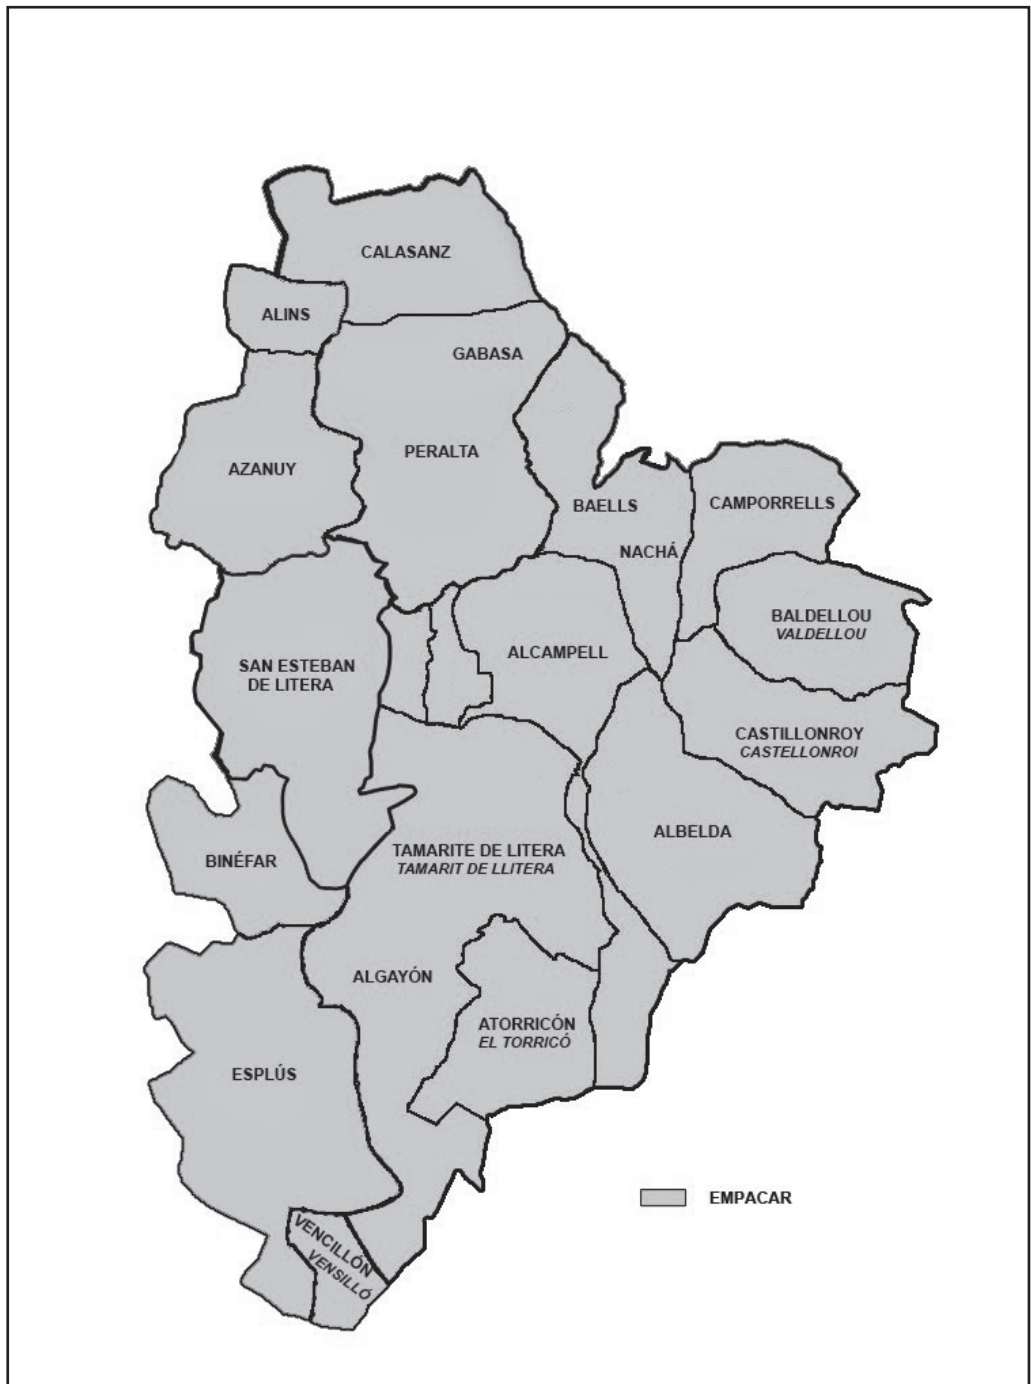 CALASANZ
ALINS
GABASA
PERALTA
AZANUY
BAELLS
CAMPORRELLS
NACHÁ
BALDELLOU
VALDELLOU
ALCAMPELL
SAN ESTEBAN
DE LITERA
CASTILLONROY
CASTELLONROI
ALBELDA
TAMARITE DE LITERA
TAMARIT DE LLITERA
BINÉFAR
ALGAYÓN
ATORRICÓN
EL TORRICÓ
ESPLÚS
EMPACAR
VENCILLÓN
VENSILLÓ